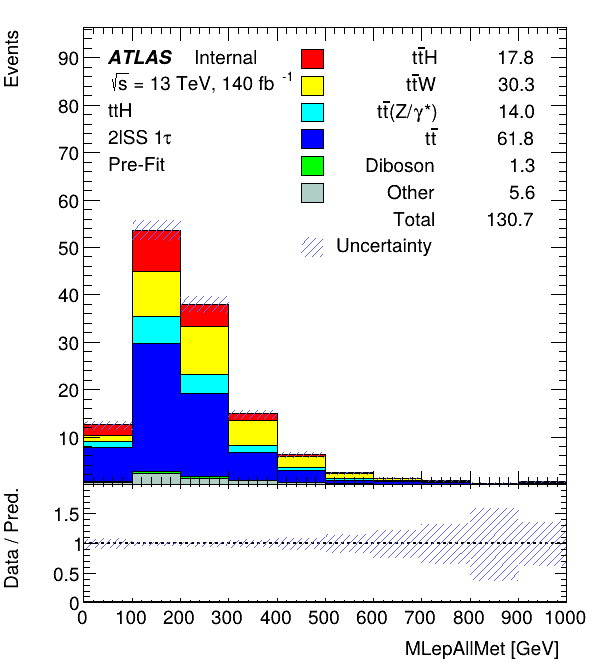 Events
ATLAS Internal
√s = 13 TeV, 140 fb⁻¹
ttH
2lSS 1τ
Pre-Fit
tt̄H 17.8
tt̄W 30.3
tt̄(Z/γ*) 14.0
tt̄ 61.8
Diboson 1.3
Other 5.6
Total 130.7
Uncertainty
90
80
70
60
50
40
30
20
10
Data / Pred.
1.5
1
0.5
0
0 100 200 300 400 500 600 700 800 900 1000
MLepAllMet [GeV]